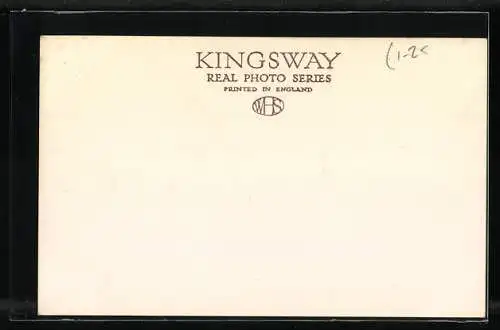 KINGSWAY
REAL PHOTO SERIES
PRINTED IN ENGLAND
WHS